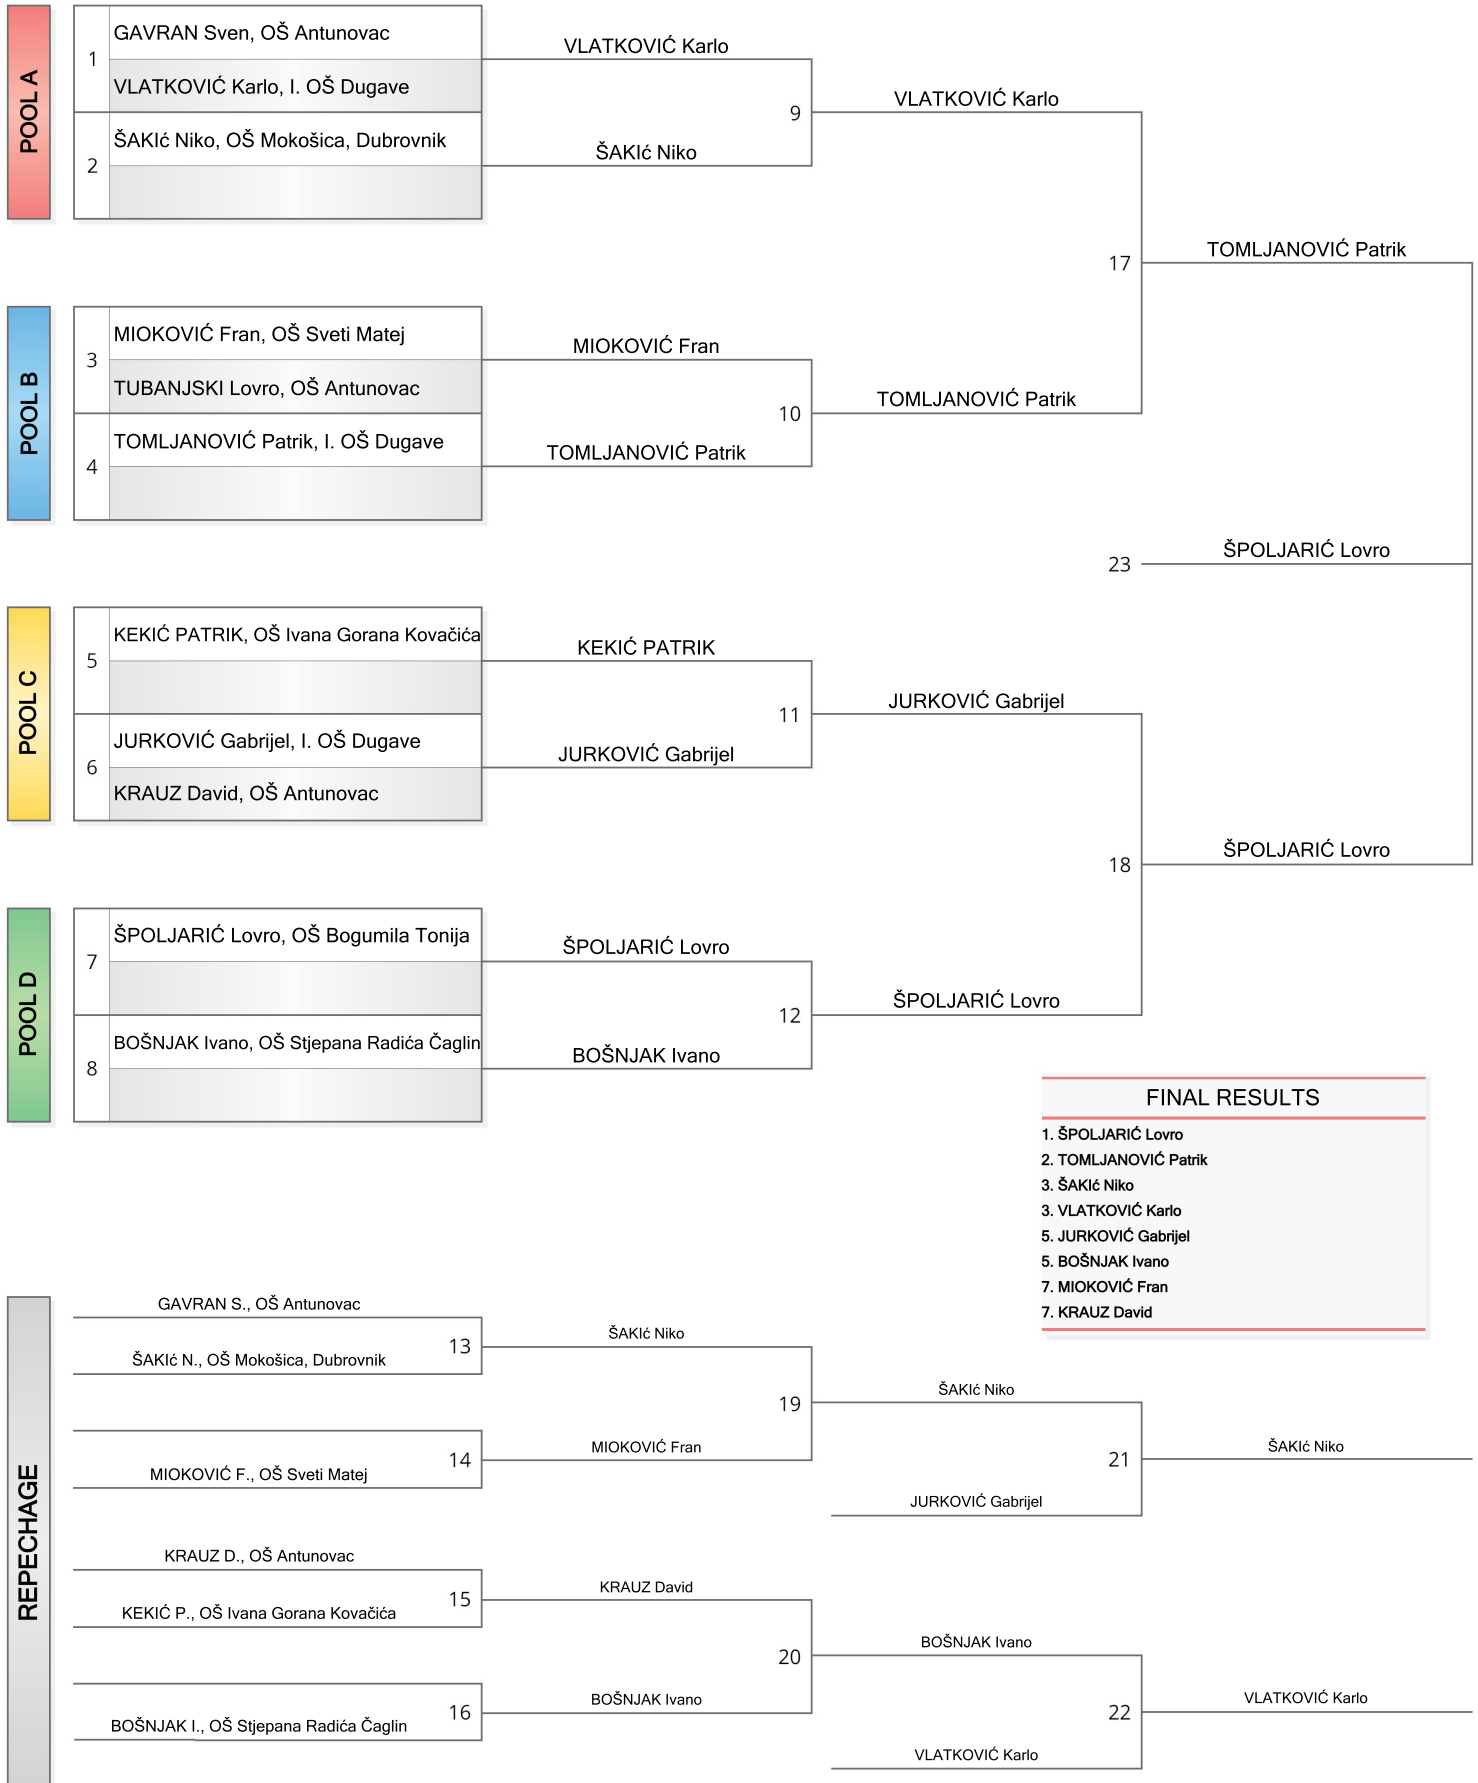 POOL A
1
GAVRAN Sven, OŠ Antunovac
VLATKOVIĆ Karlo, I. OŠ Dugave
2
ŠAKIć Niko, OŠ Mokošica, Dubrovnik
VLATKOVIĆ Karlo
ŠAKIć Niko
9
VLATKOVIĆ Karlo
17
TOMLJANOVIĆ Patrik
POOL B
3
MIOKOVIĆ Fran, OŠ Sveti Matej
TUBANJSKI Lovro, OŠ Antunovac
4
TOMLJANOVIĆ Patrik, I. OŠ Dugave
MIOKOVIĆ Fran
TOMLJANOVIĆ Patrik
10
TOMLJANOVIĆ Patrik
23
ŠPOLJARIĆ Lovro
POOL C
5
KEKIĆ PATRIK, OŠ Ivana Gorana Kovačića
6
JURKOVIĆ Gabrijel, I. OŠ Dugave
KRAUZ David, OŠ Antunovac
KEKIĆ PATRIK
JURKOVIĆ Gabrijel
11
JURKOVIĆ Gabrijel
18
ŠPOLJARIĆ Lovro
POOL D
7
ŠPOLJARIĆ Lovro, OŠ Bogumila Tonija
8
BOŠNJAK Ivano, OŠ Stjepana Radića Čaglin
ŠPOLJARIĆ Lovro
BOŠNJAK Ivano
12
ŠPOLJARIĆ Lovro
FINAL RESULTS
1. ŠPOLJARIĆ Lovro
2. TOMLJANOVIĆ Patrik
3. ŠAKIć Niko
3. VLATKOVIĆ Karlo
5. JURKOVIĆ Gabrijel
5. BOŠNJAK Ivano
7. MIOKOVIĆ Fran
7. KRAUZ David
REPECHAGE
GAVRAN S., OŠ Antunovac
ŠAKIć N., OŠ Mokošica, Dubrovnik
13
ŠAKIć Niko
MIOKOVIĆ F., OŠ Sveti Matej
14
MIOKOVIĆ Fran
19
ŠAKIć Niko
JURKOVIĆ Gabrijel
21
ŠAKIć Niko
KRAUZ D., OŠ Antunovac
KEKIĆ P., OŠ Ivana Gorana Kovačića
15
KRAUZ David
BOŠNJAK I., OŠ Stjepana Radića Čaglin
16
BOŠNJAK Ivano
20
BOŠNJAK Ivano
VLATKOVIĆ Karlo
22
VLATKOVIĆ Karlo